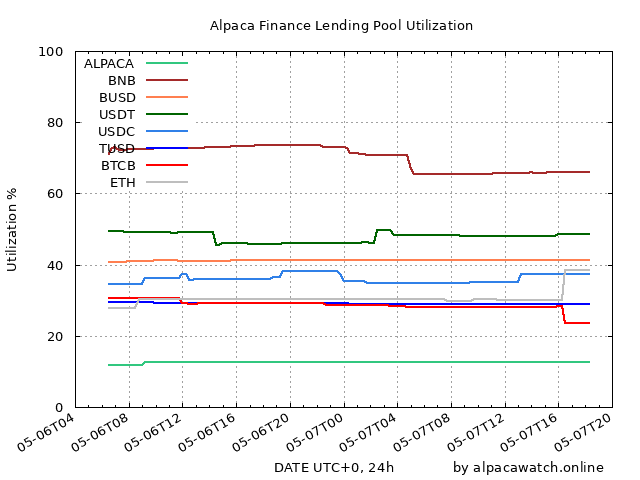 Alpaca Finance Lending Pool Utilization
Utilization %
100
80
60
40
20
0
ALPACA
BNB
BUSD
USDT
USDC
TUSD
BTCB
ETH
05-06T04
05-06T08
05-06T12
05-06T16
05-06T20
05-07T00
05-07T04
05-07T08
05-07T12
05-07T16
05-07T20
DATE UTC+0, 24h
by alpacawatch.online